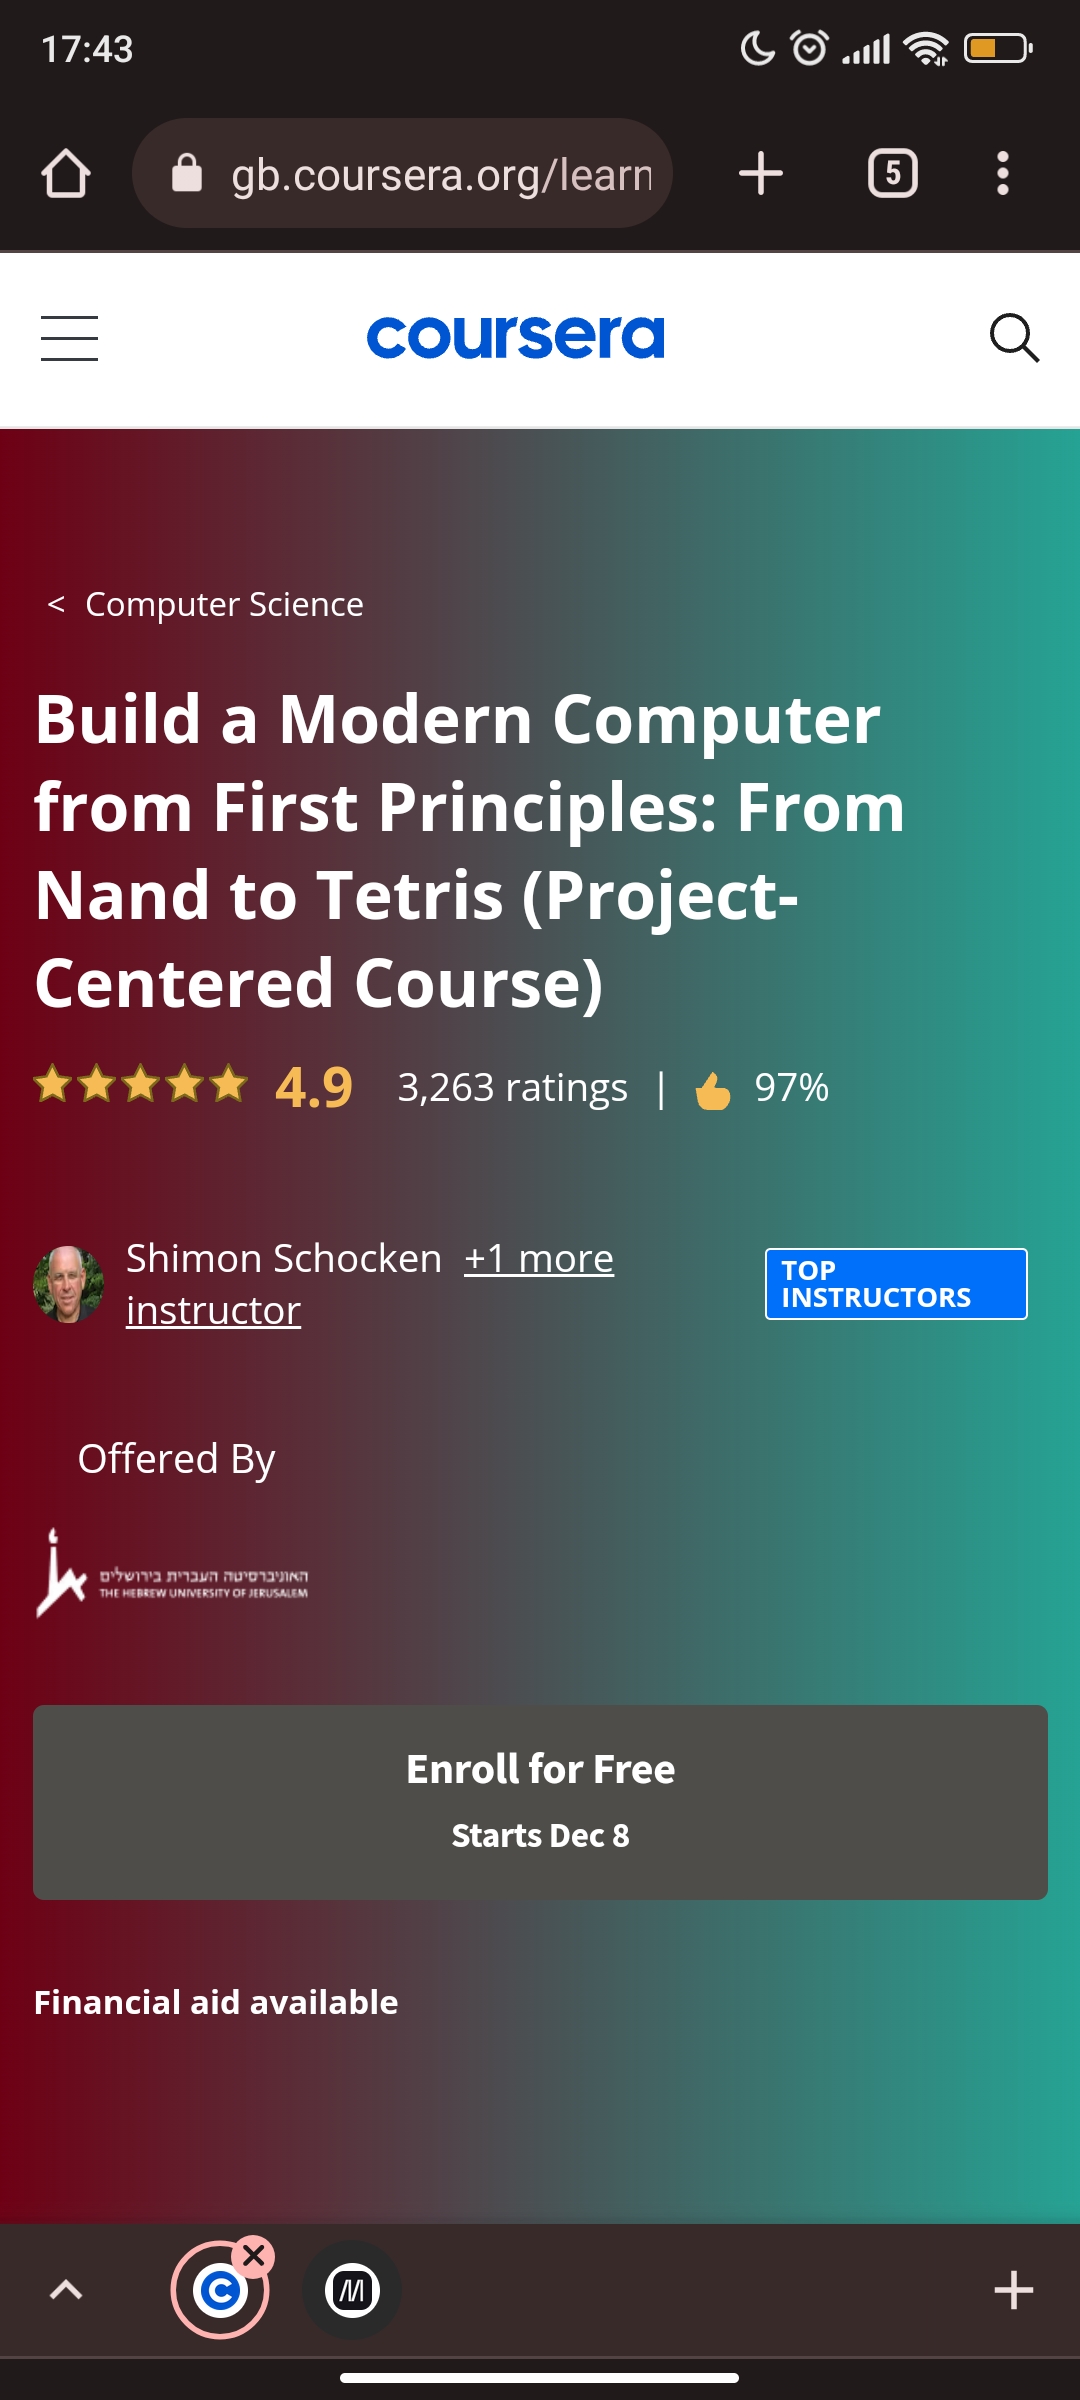 17:43
gb.coursera.org/learn
5
coursera
< Computer Science
Build a Modern Computer
from First Principles: From
Nand to Tetris (Project-
Centered Course)
4.9 3,263 ratings | 97%
Shimon Schocken +1 more
instructor
TOP
INSTRUCTORS
Offered By
האוניברסיטה העברית בירושלים
THE HEBREW UNIVERSITY OF JERUSALEM
Enroll for Free
Starts Dec 8
Financial aid available